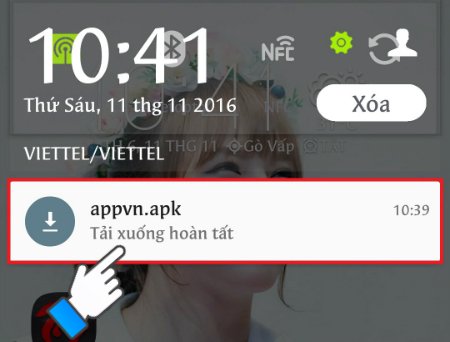 10:41
NFC
Thứ Sáu, 11 thg 11 2016
Xóa
11 THG 11 Gò Vấp
VIETTEL/VIETTEL
appvn.apk
10:39
Tải xuống hoàn tất